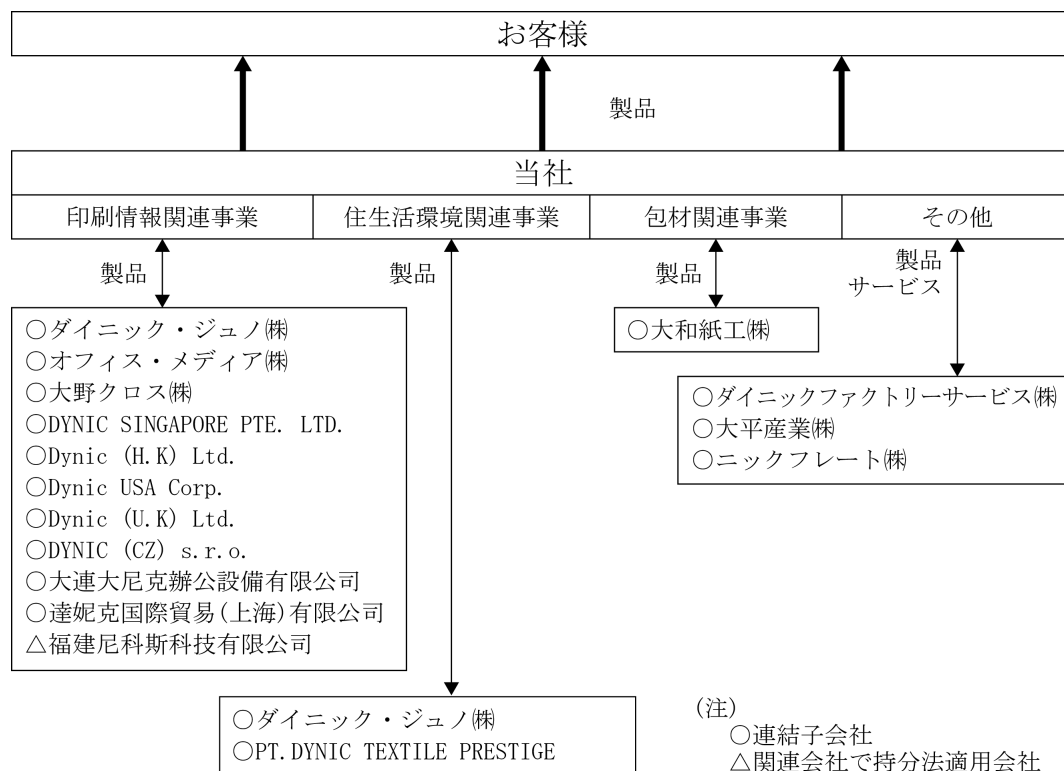 お客様
製品
当社
印刷情報関連事業
住生活環境関連事業
包材関連事業
その他
製品
製品
製品
製品
サービス
○ダイニック・ジュノ㈱
○オフィス・メディア㈱
○大野クロス㈱
○DYNIC SINGAPORE PTE. LTD.
○Dynic (H.K) Ltd.
○Dynic USA Corp.
○Dynic (U.K) Ltd.
○DYNIC (CZ) s.r.o.
○大連大尼克辦公設備有限公司
○達妮克国際貿易(上海)有限公司
△福建尼科斯科技有限公司
○大和紙工㈱
○ダイニックファクトリーサービス㈱
○大平産業㈱
○ニックフレート㈱
○ダイニック・ジュノ㈱
○PT.DYNIC TEXTILE PRESTIGE
(注)
○連結子会社
△関連会社で持分法適用会社